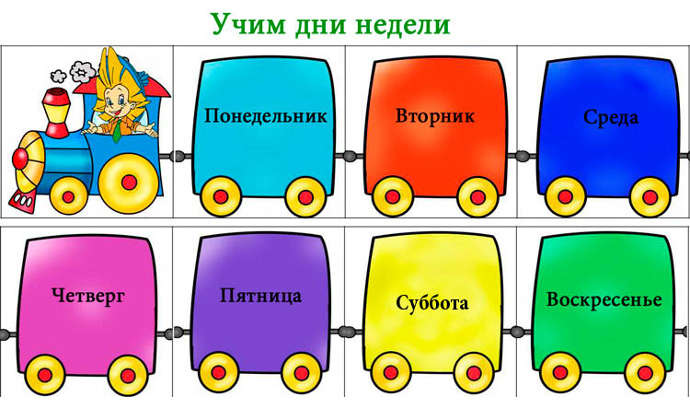 Учим дни недели
Понедельник
Вторник
Среда
Четверг
Пятница
Суббота
Воскресенье